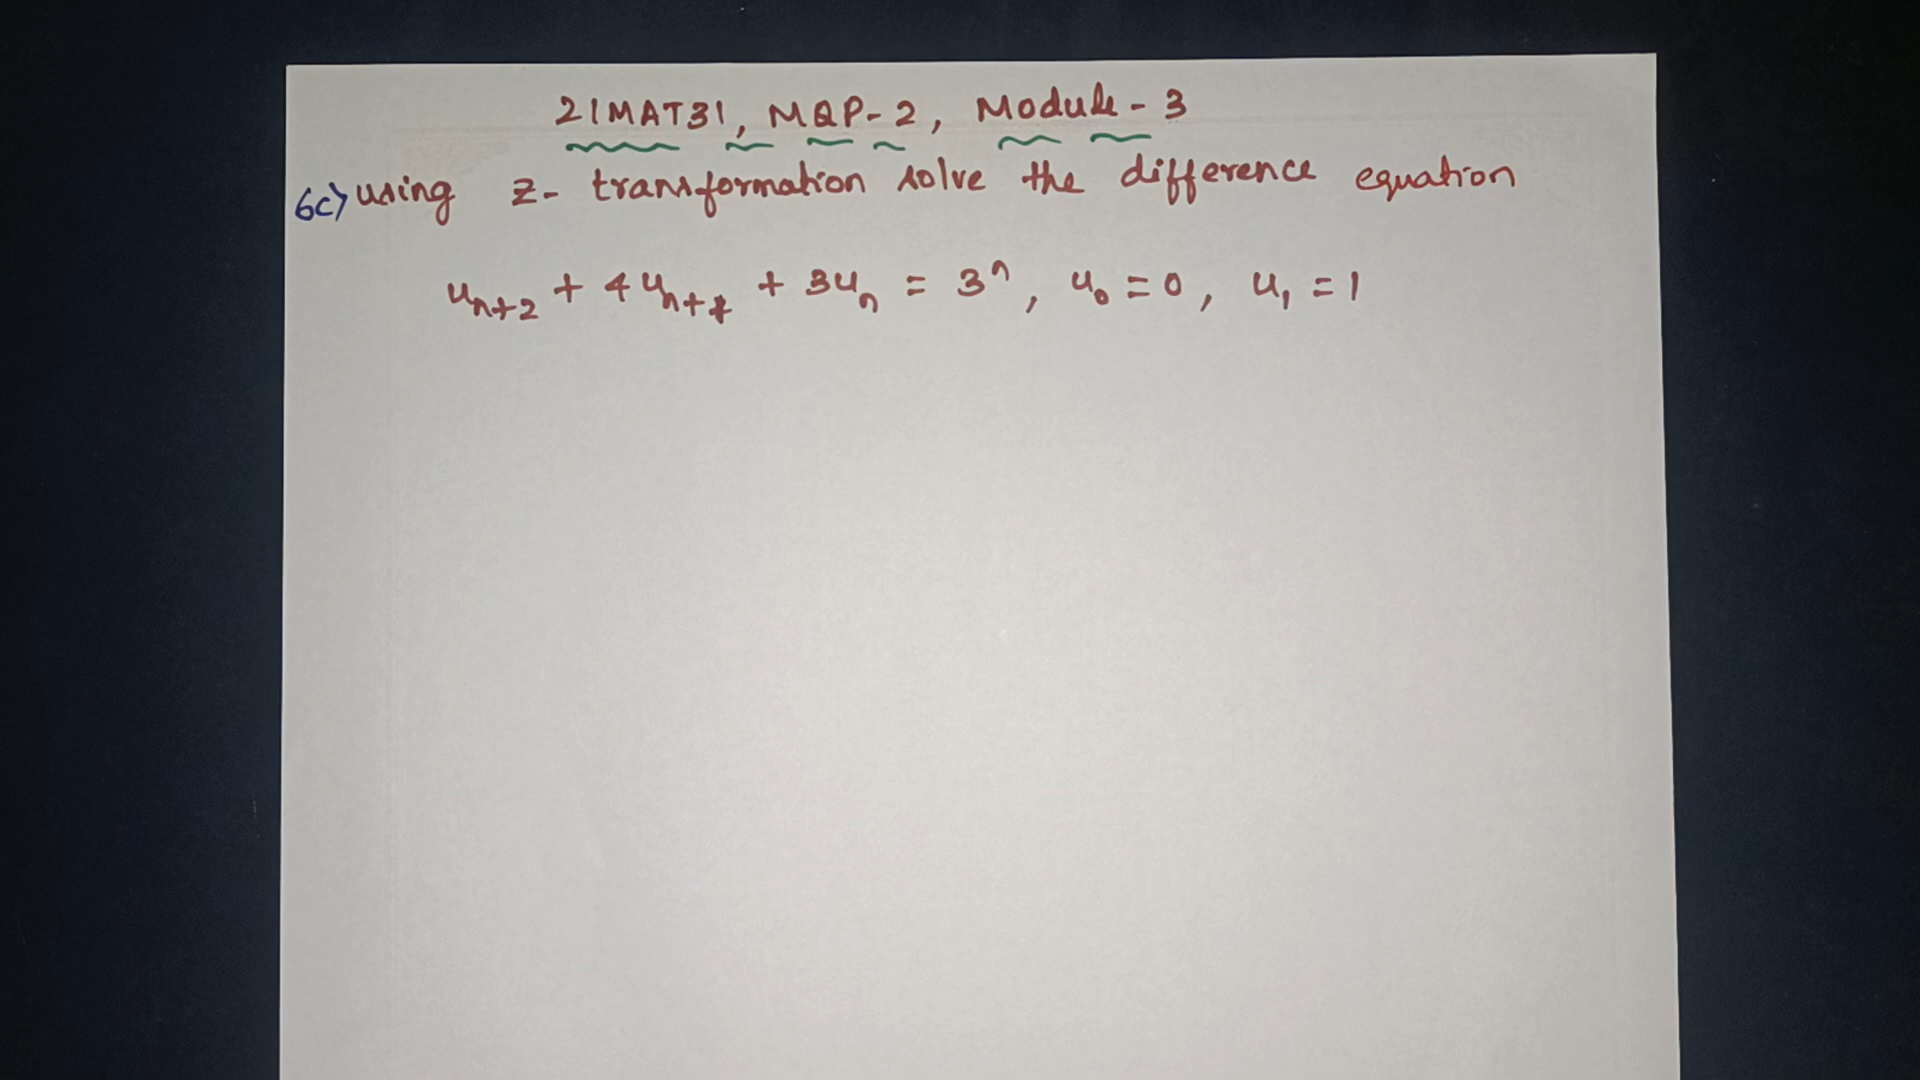 21MAT31, MQP-2, Module-3
6c) using z- transformation solve the difference equation
uₙ₊₂ + 4uₙ₊₁ + 3uₙ = 3ⁿ, u₀ = 0, u₁ = 1